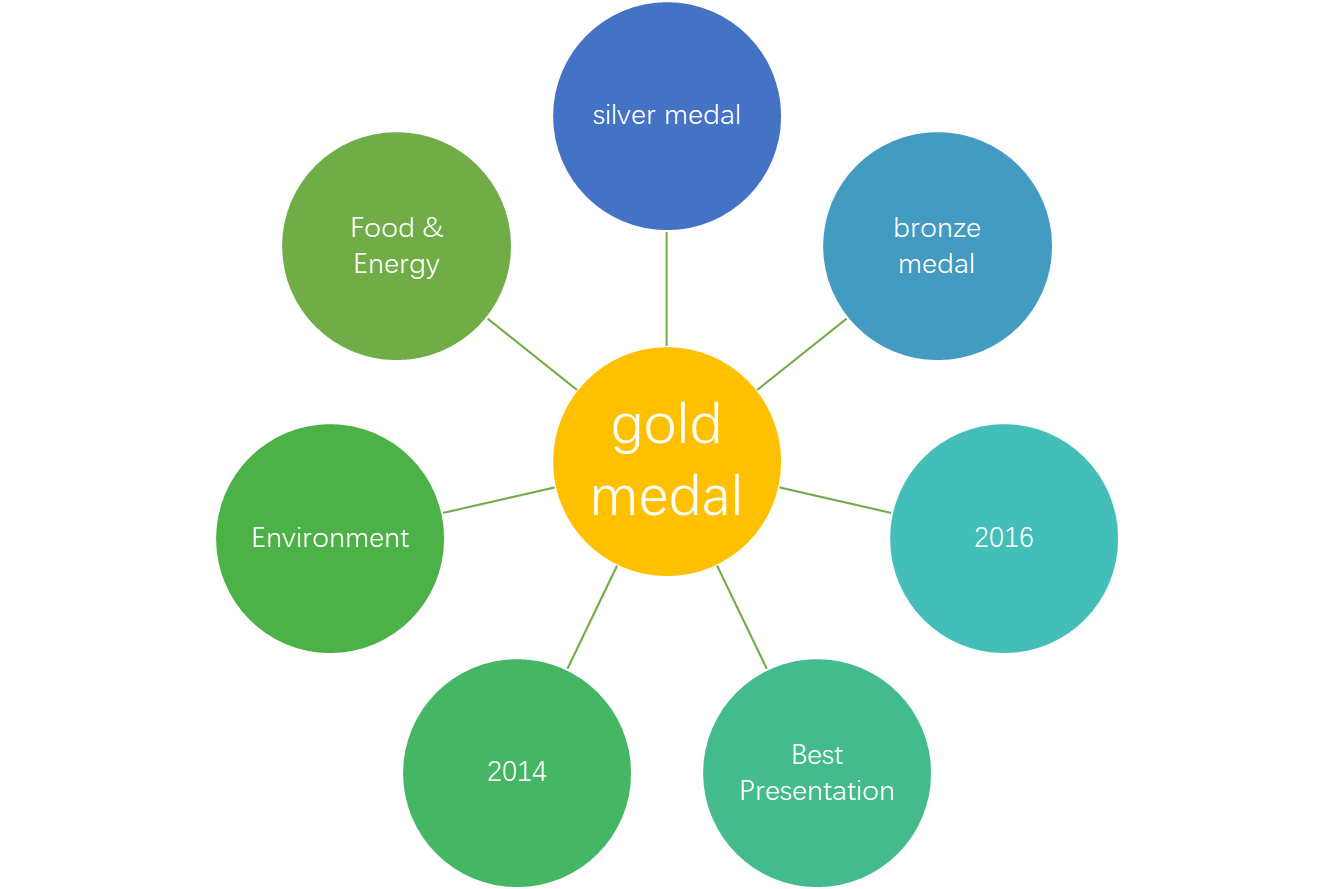 silver medal
bronze
medal
2016
Best
Presentation
2014
Environment
Food &
Energy
gold
medal